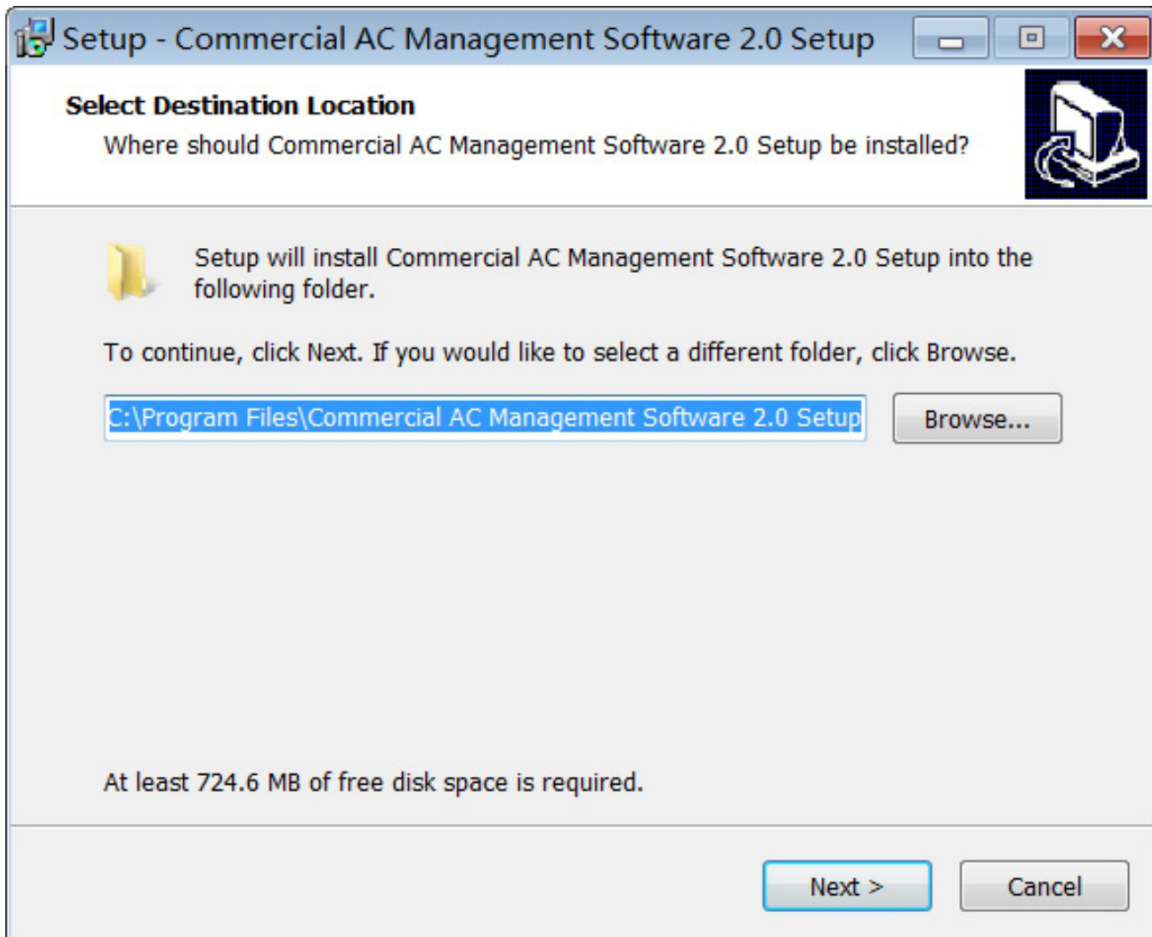 Setup - Commercial AC Management Software 2.0 Setup
Select Destination Location
Where should Commercial AC Management Software 2.0 Setup be installed?
Setup will install Commercial AC Management Software 2.0 Setup into the
following folder.
To continue, click Next. If you would like to select a different folder, click Browse.
C:\Program Files\Commercial AC Management Software 2.0 Setup
Browse...
At least 724.6 MB of free disk space is required.
Next >
Cancel